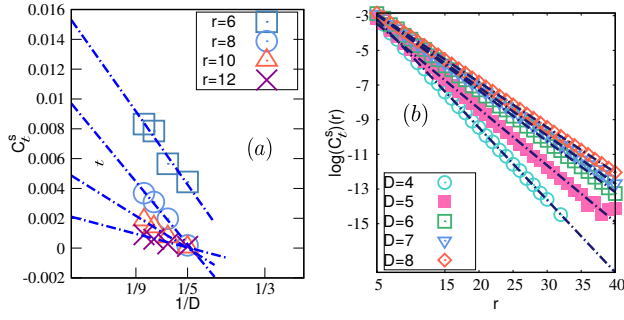 0.016
0.014
0.012
0.01
0.008
0.006
0.004
0.002
0
-0.002
C_t^s
t
r=6
r=8
r=10
r=12
(a)
1/9
1/5
1/3
1/D
-3
-5
-7
-9
-11
-13
-15
log(C_t^s)(r)
(b)
D=4
D=5
D=6
D=7
D=8
5
10
15
20
25
30
35
40
r